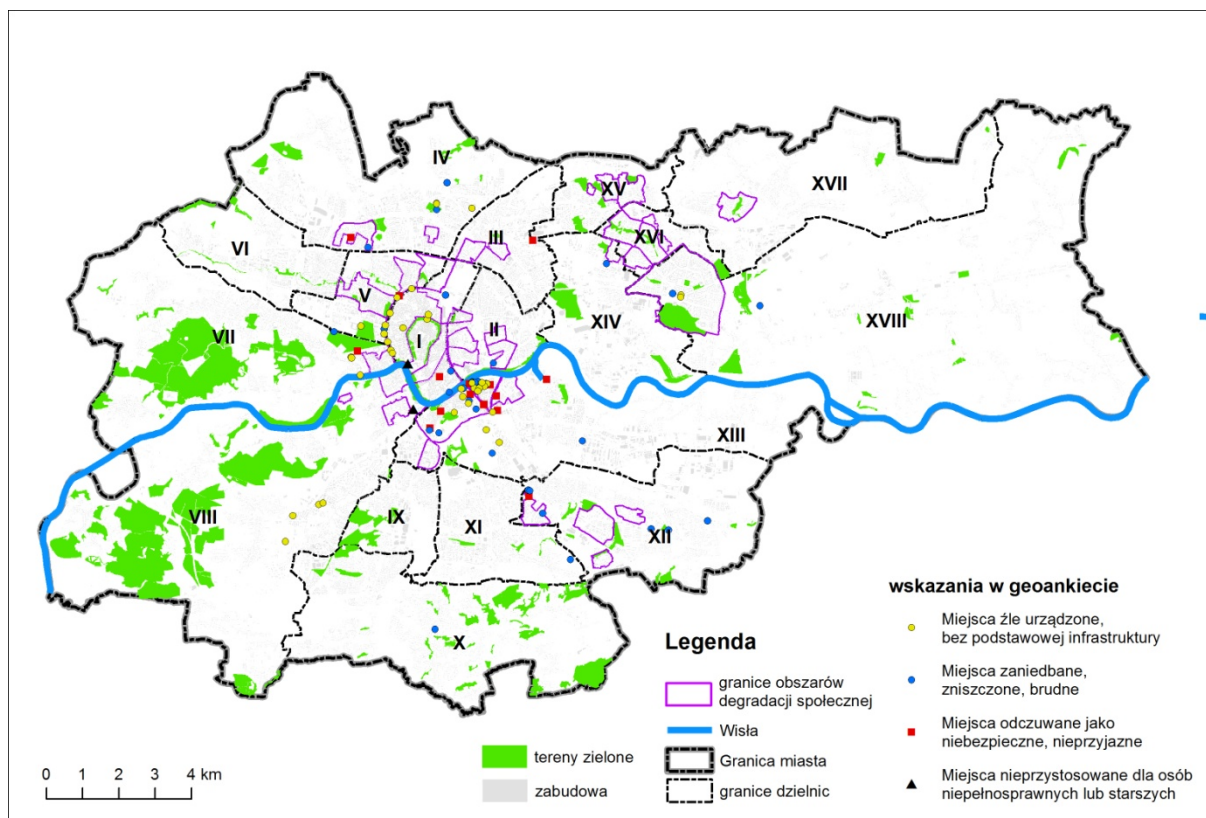 IV
XVII
XV
III
XVI
VI
V
XIV
XVIII
VII
II
I
XIII
VIII
IX
XI
XII
X
wskazania w geoankiecie
Miejsca źle urządzone,
bez podstawowej infrastruktury
Miejsca zaniedbane,
zniszczone, brudne
Miejsca odczuwane jako
niebezpieczne, nieprzyjazne
Miejsca nieprzystosowane dla osób
niepełnosprawnych lub starszych
Legenda
granice obszarów
degradacji społecznej
Wisła
Granica miasta
granice dzielnic
tereny zielone
zabudowa
0 1 2 3 4 km